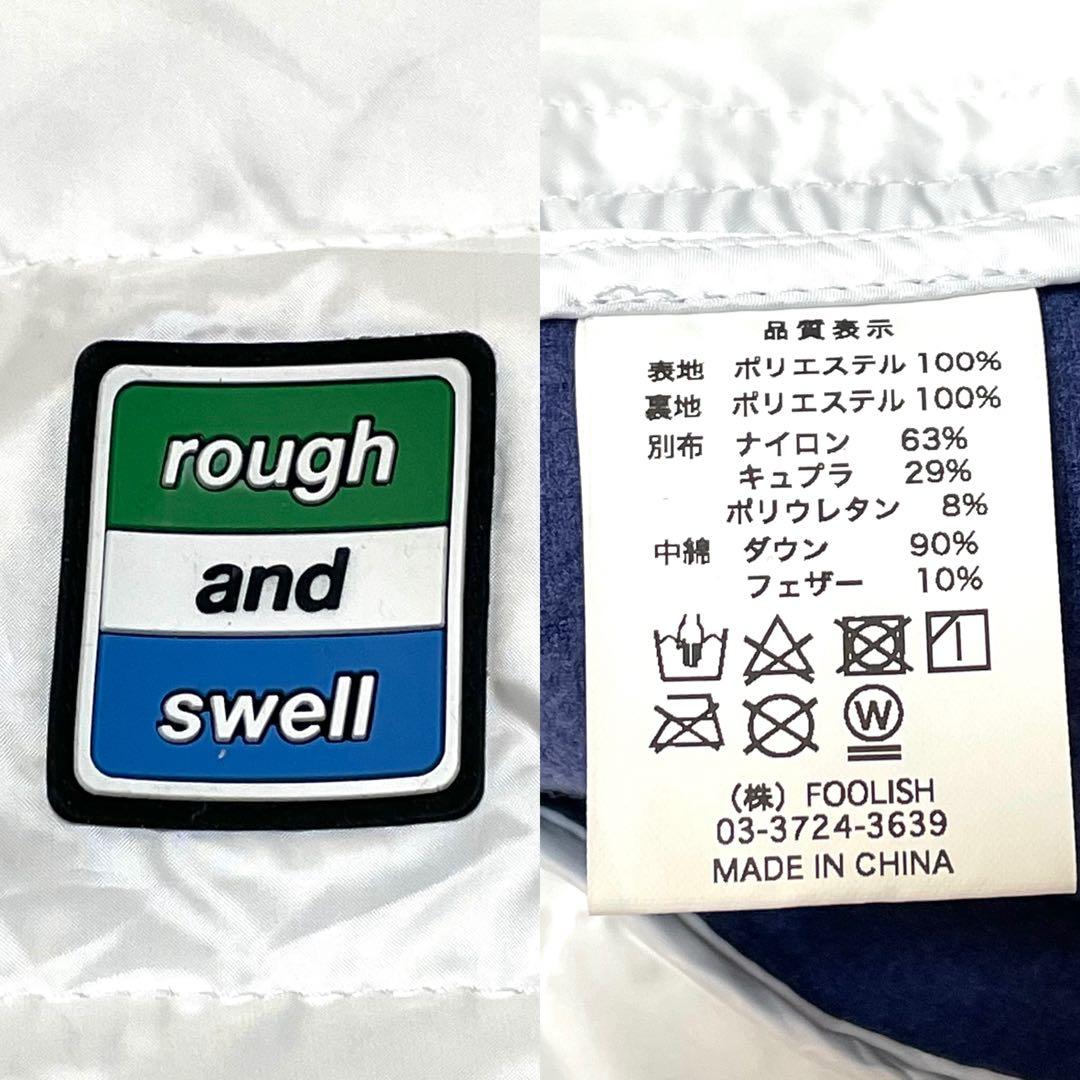 rough
and
swell
品質表示
表地 ポリエステル 100%
裏地 ポリエステル 100%
別布 ナイロン 63%
キュプラ 29%
ポリウレタン 8%
中綿 ダウン 90%
フェザー 10%
W
(株) FOOLISH
03-3724-3639
MADE IN CHINA